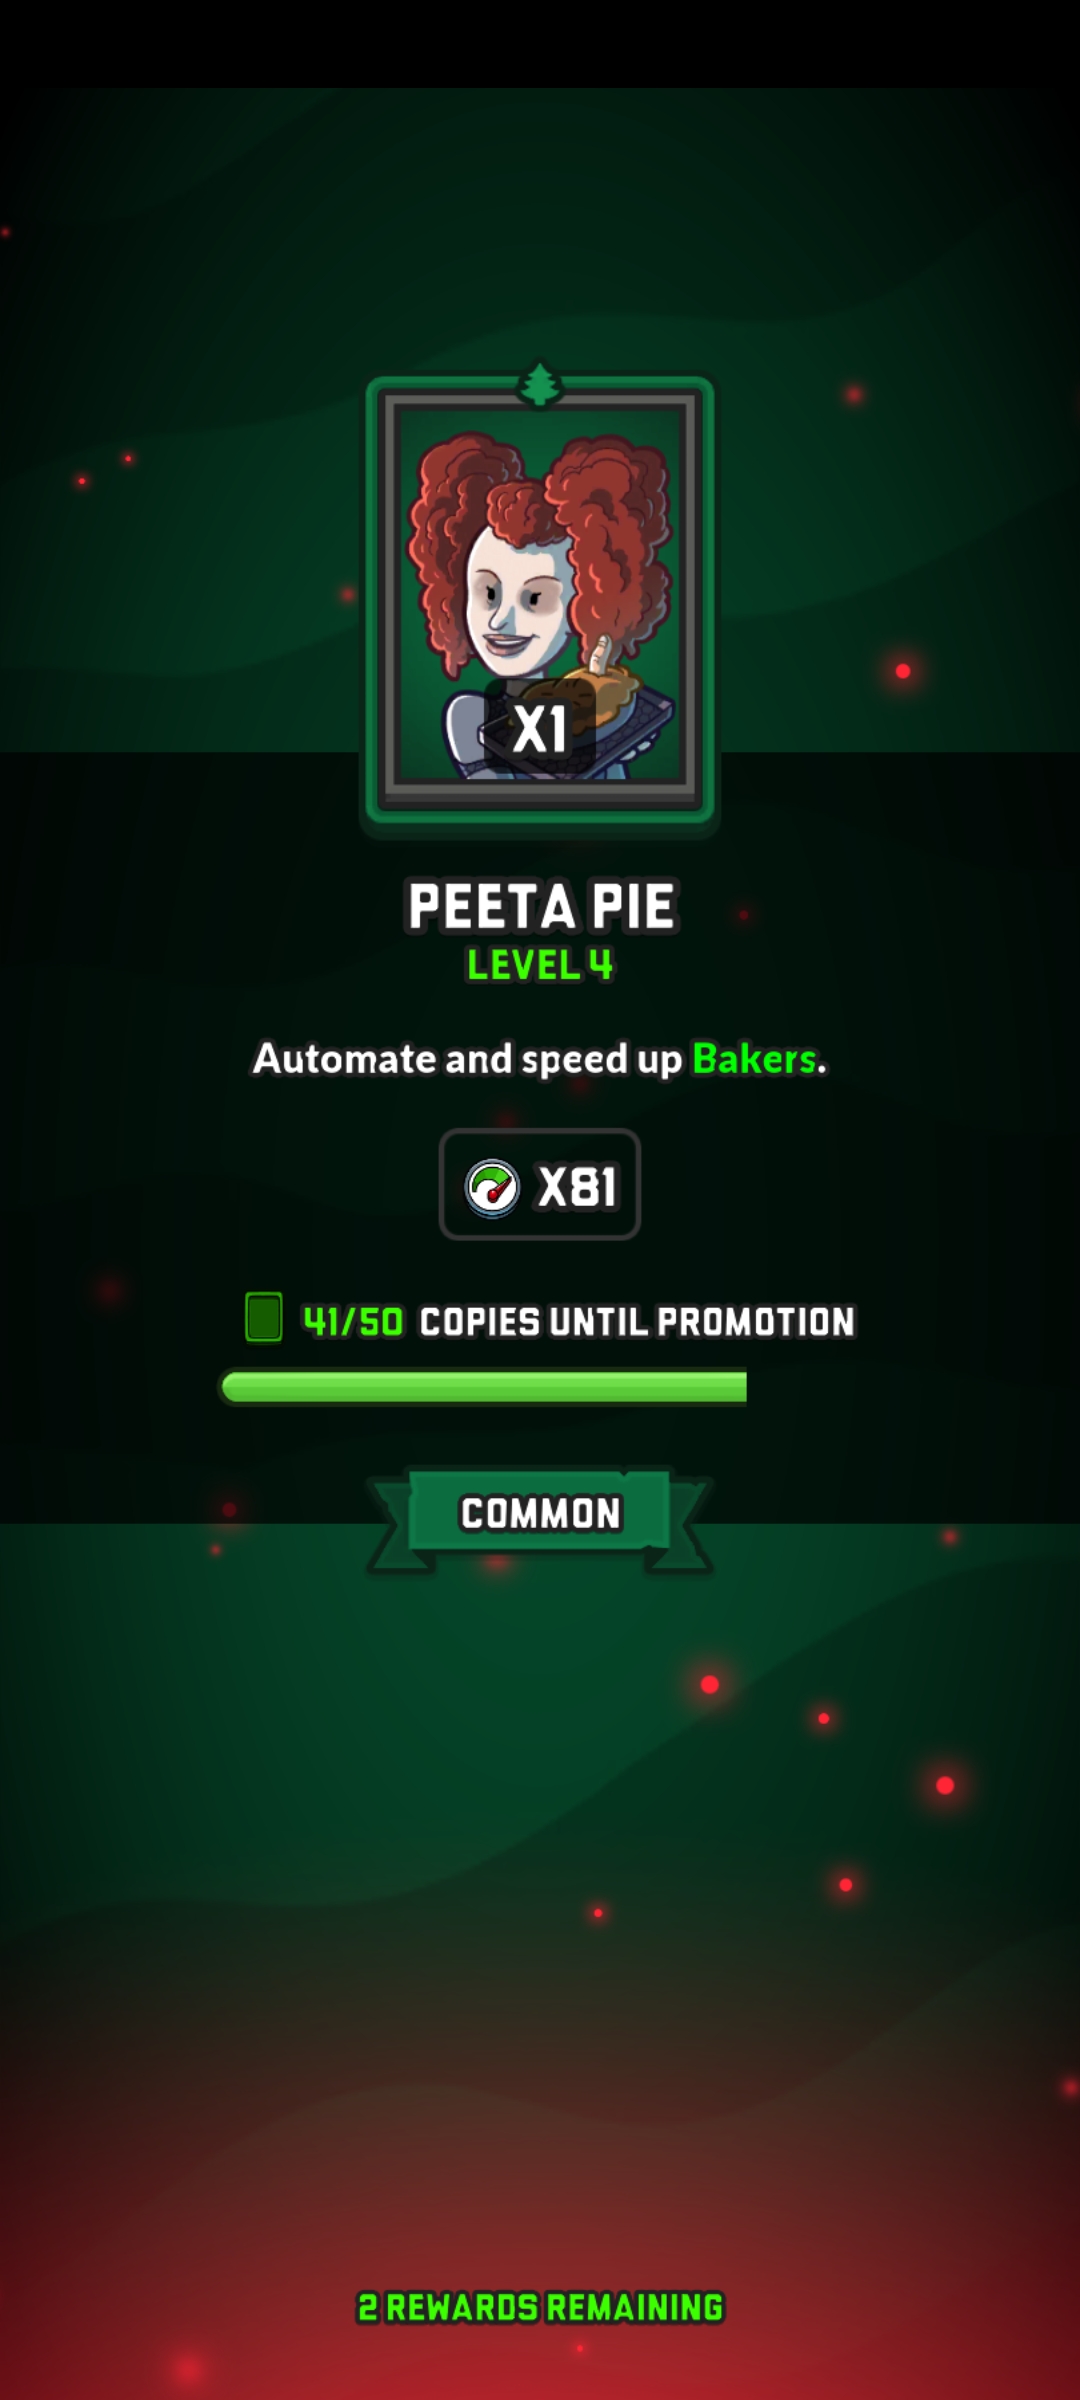 X1
PEETA PIE
LEVEL 4
Automate and speed up Bakers.
X81
41/50 COPIES UNTIL PROMOTION
COMMON
2 REWARDS REMAINING